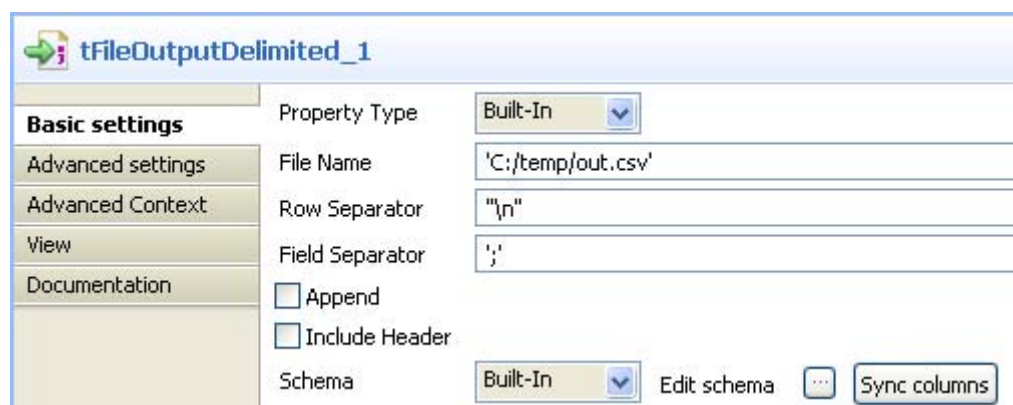 tFileOutputDelimited_1
Basic settings
Advanced settings
Advanced Context
View
Documentation
Property Type Built-In
File Name 'C:/temp/out.csv'
Row Separator "\n"
Field Separator ';'
Append
Include Header
Schema Built-In Edit schema ... Sync columns